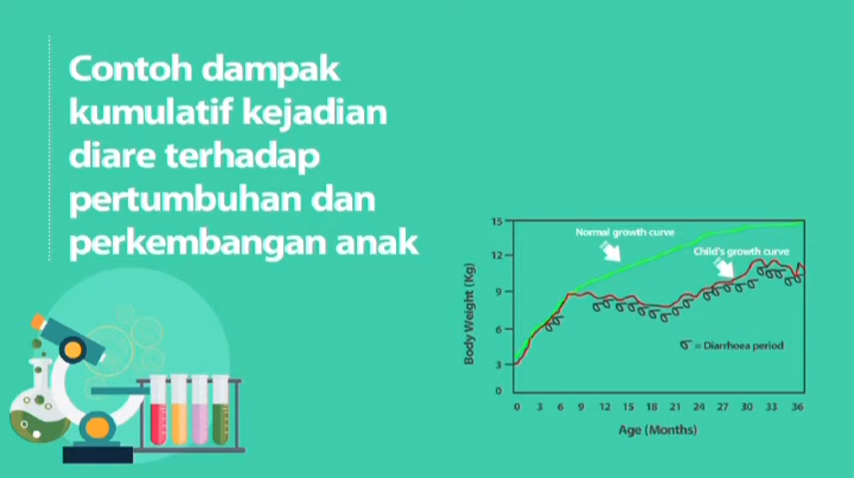 Contoh dampak
kumulatif kejadian
diare terhadap
pertumbuhan dan
perkembangan anak
15
12
9
6
3
0
Body Weight (Kg)
Normal growth curve
Child's growth curve
= Diarrhoea period
0 3 6 9 12 15 18 21 24 27 30 33 36
Age (Months)